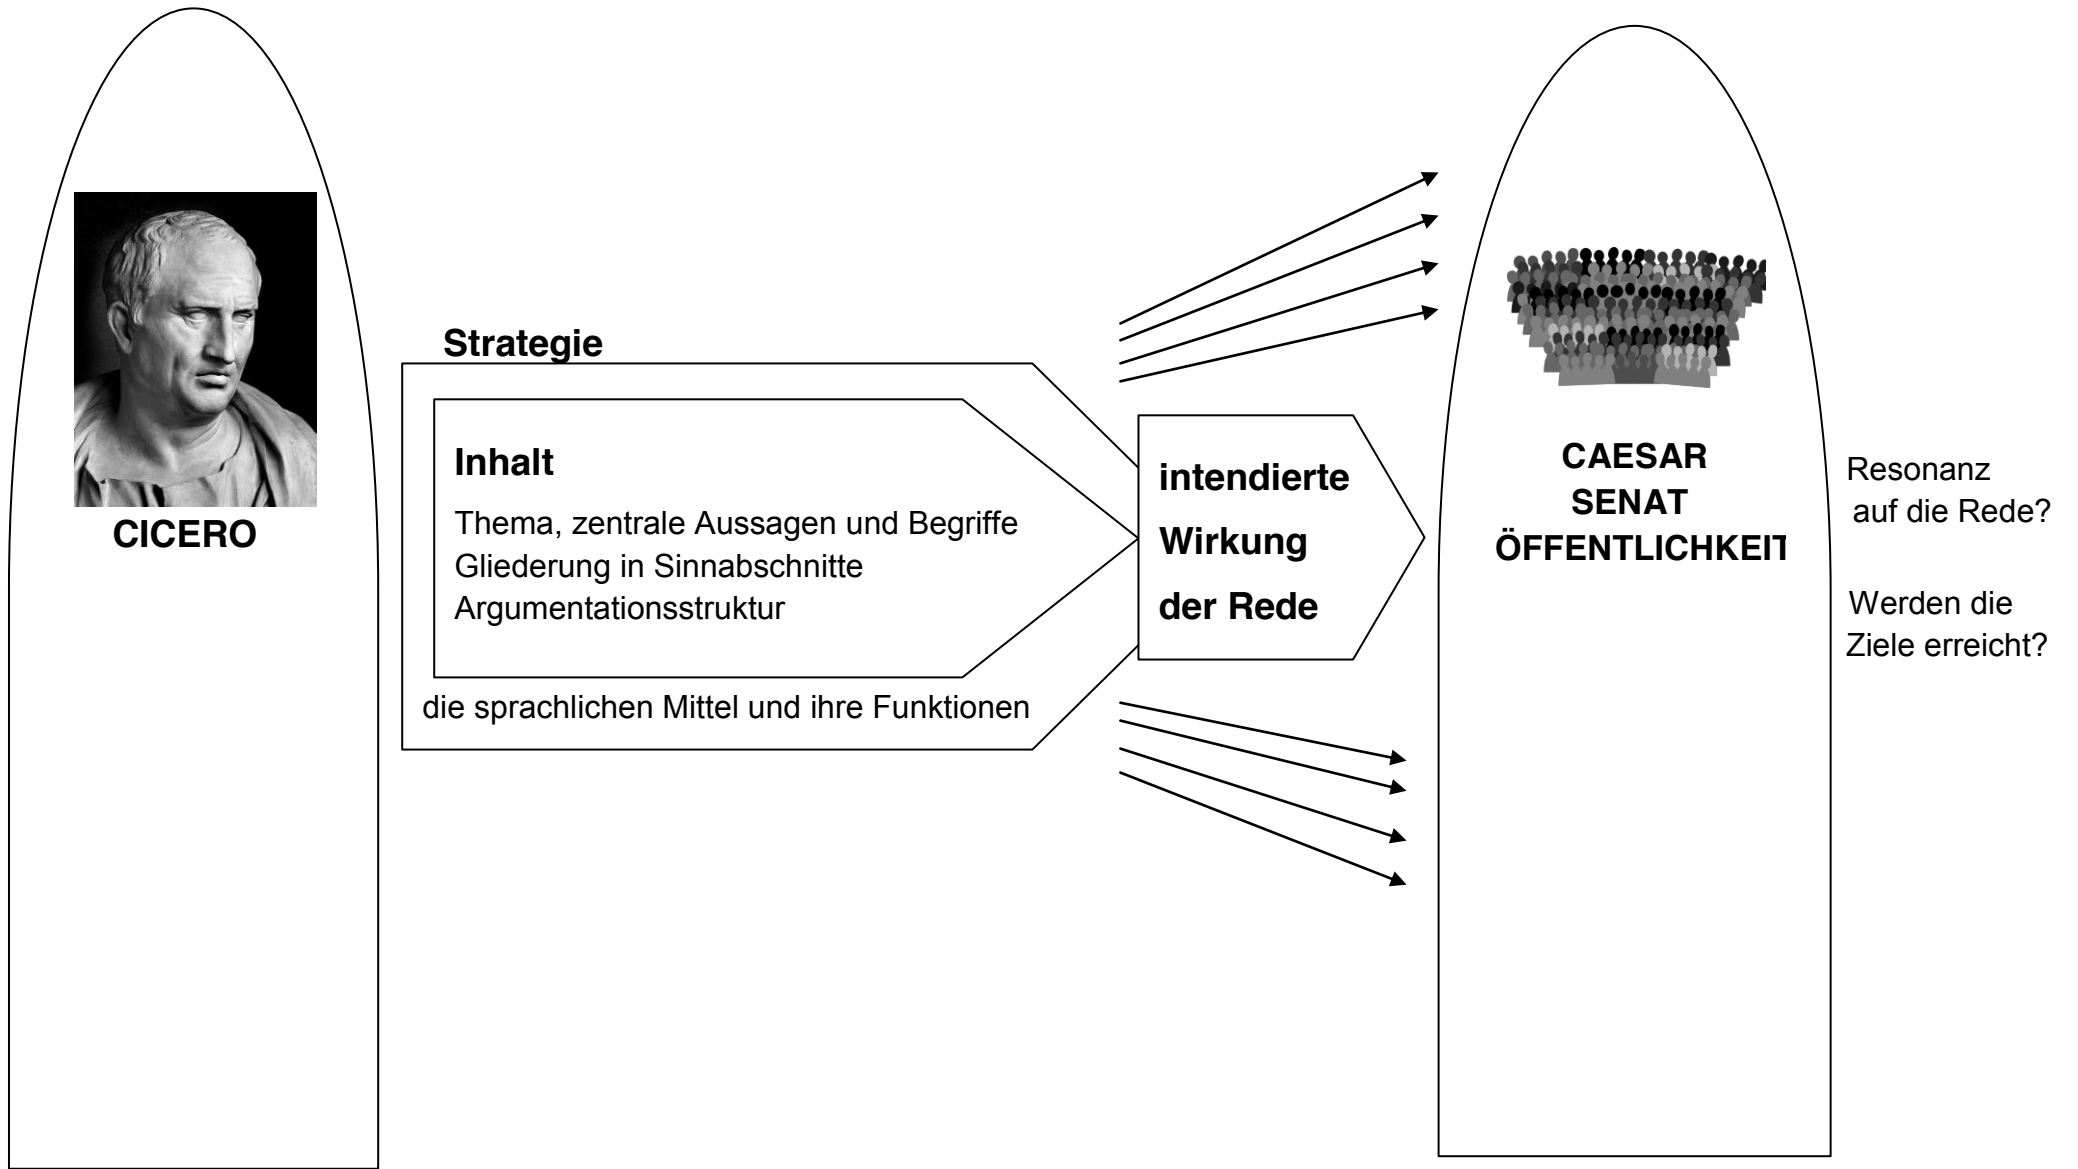 CICERO
Strategie
Inhalt
Thema, zentrale Aussagen und Begriffe
Gliederung in Sinnabschnitte
Argumentationsstruktur
die sprachlichen Mittel und ihre Funktionen
intendierte
Wirkung
der Rede
CAESAR
SENAT
ÖFFENTLICHKEIT
Resonanz
auf die Rede?
Werden die
Ziele erreicht?